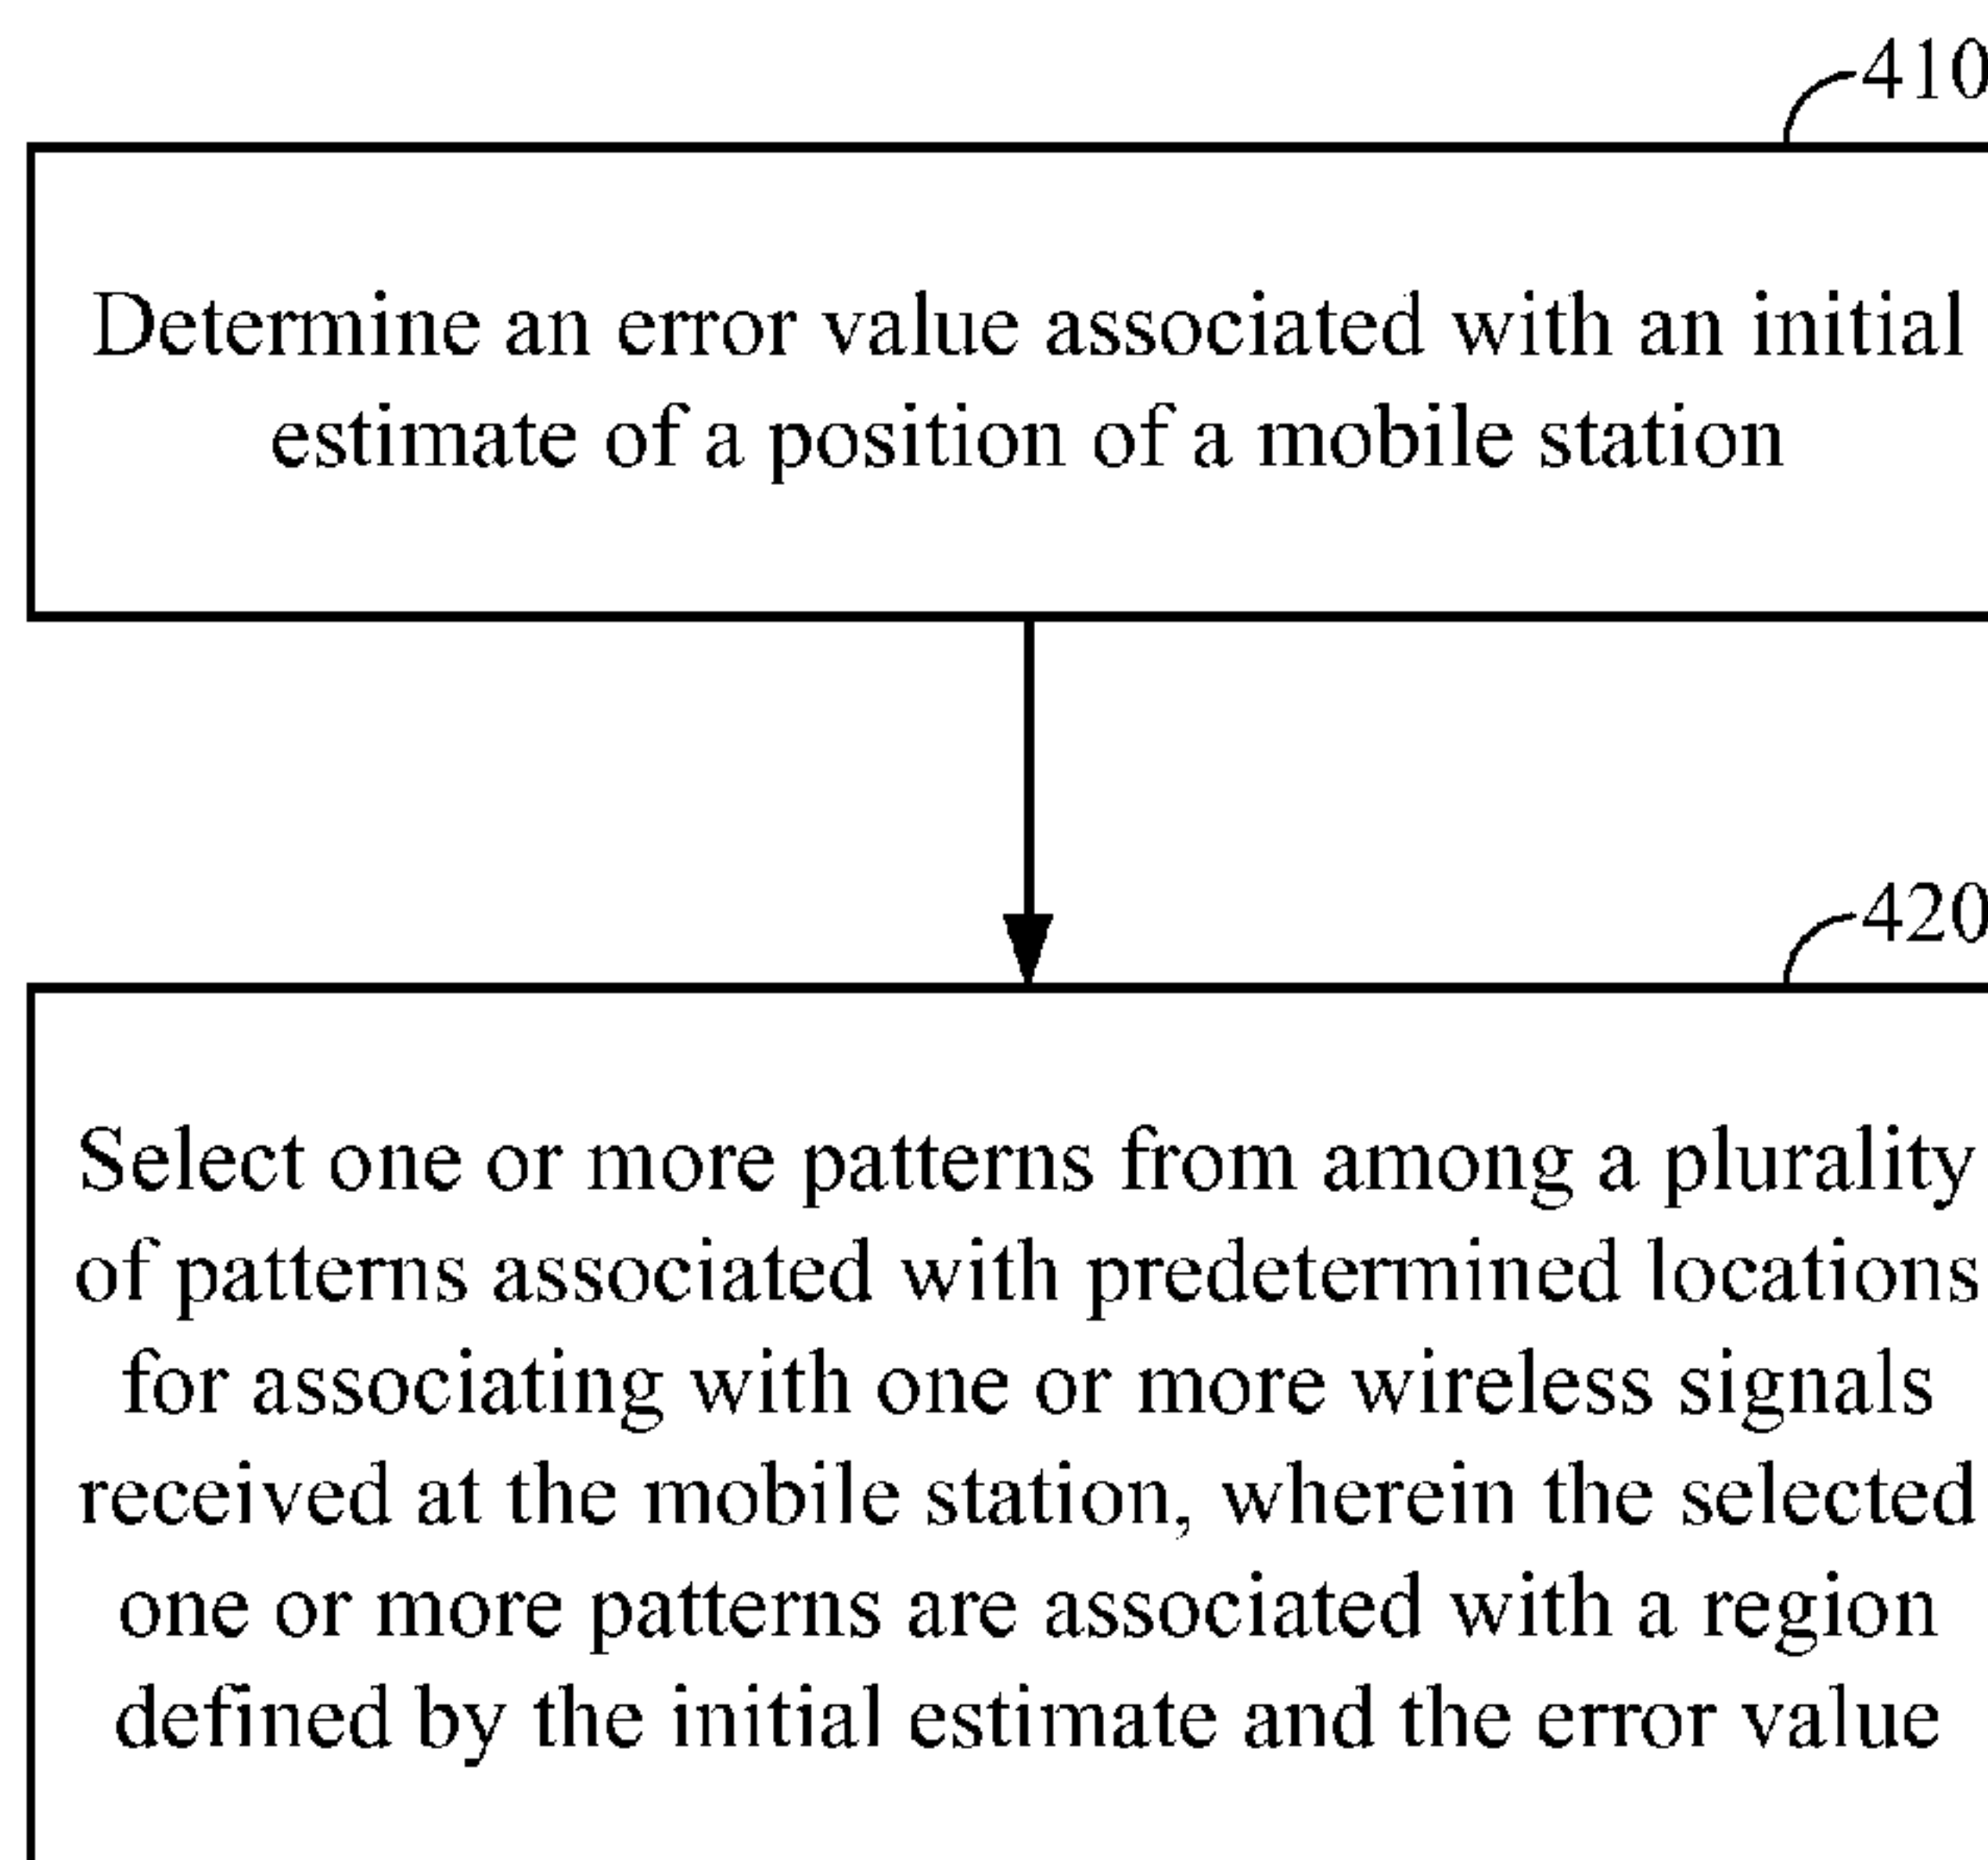 410
Determine an error value associated with an initial
estimate of a position of a mobile station
420
Select one or more patterns from among a plurality
of patterns associated with predetermined locations
for associating with one or more wireless signals
received at the mobile station, wherein the selected
one or more patterns are associated with a region
defined by the initial estimate and the error value